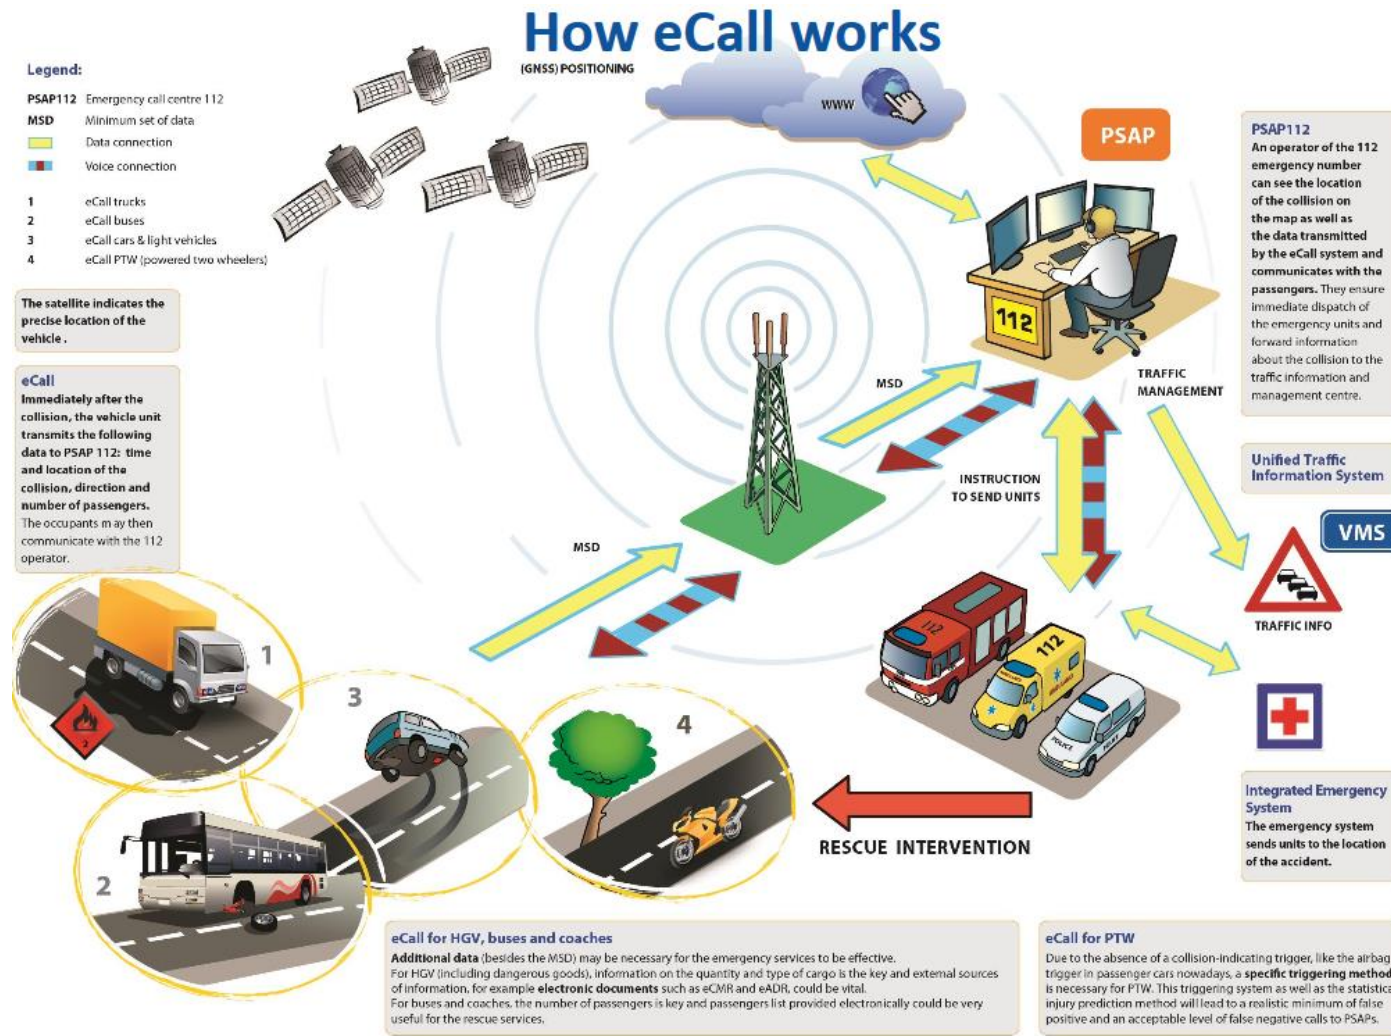 How eCall works
(GNSS) POSITIONING
Legend:
PSAP112 Emergency call centre 112
MSD Minimum set of data
Data connection
Voice connection
1 eCall trucks
2 eCall buses
3 eCall cars & light vehicles
4 eCall PTW (powered two wheelers)
The satellite indicates the
precise location of the
vehicle .
eCall
Immediately after the
collision, the vehicle unit
transmits the following
data to PSAP 112: time
and location of the
collision, direction and
number of passengers.
The occupants may then
communicate with the 112
operator.
WWW
PSAP
112
PSAP112
An operator of the 112
emergency number
can see the location
of the collision on
the map as well as
the data transmitted
by the eCall system and
communicates with the
passengers. They ensure
immediate dispatch of
the emergency units and
forward information
about the collision to the
traffic information and
management centre.
MSD
TRAFFIC
MANAGEMENT
INSTRUCTION
TO SEND UNITS
Unified Traffic
Information System
VMS
TRAFFIC INFO
MSD
1
2
3
4
2
112
112
AMBULANCE
POLICE
POLICE
RESCUE INTERVENTION
Integrated Emergency
System
The emergency system
sends units to the location
of the accident.
eCall for HGV, buses and coaches
Additional data (besides the MSD) may be necessary for the emergency services to be effective.
For HGV (including dangerous goods), information on the quantity and type of cargo is the key and external sources
of information, for example electronic documents such as eCMR and eADR, could be vital.
For buses and coaches, the number of passengers is key and passengers list provided electronically could be very
useful for the rescue services.
eCall for PTW
Due to the absence of a collision-indicating trigger, like the airbag
trigger in passenger cars nowadays, a specific triggering method
is necessary for PTW. This triggering system as well as the statistica
injury prediction method will lead to a realistic minimum of false
positive and an acceptable level of false negative calls to PSAPs.